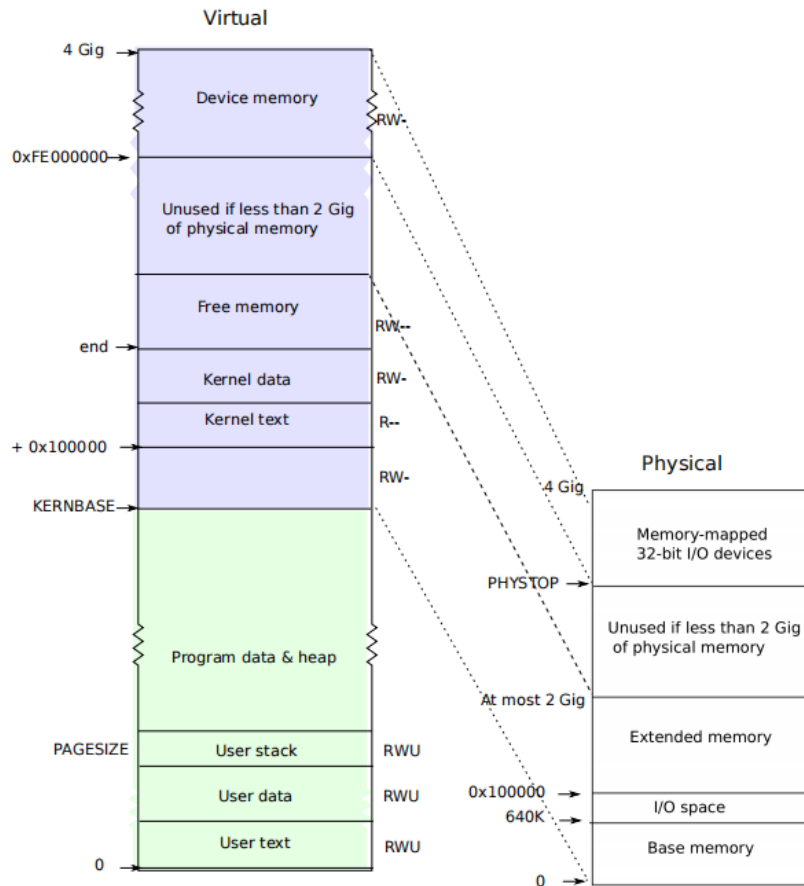 Virtual
4 Gig
Device memory
RW-
0xFE000000
Unused if less than 2 Gig
of physical memory
Free memory
RW--
end
Kernel data
RW-
Kernel text
R--
+ 0x100000
RW-
KERNBASE
Program data & heap
PAGESIZE
User stack
RWU
User data
RWU
User text
RWU
0
Physical
4 Gig
Memory-mapped
32-bit I/O devices
PHYSTOP
Unused if less than 2 Gig
of physical memory
At most 2 Gig
Extended memory
0x100000
I/O space
640K
Base memory
0